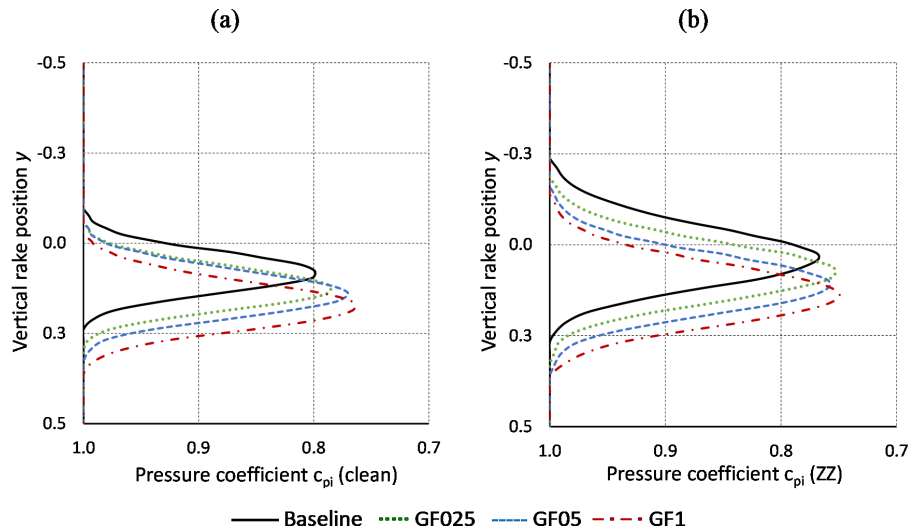 (a) (b)
-0.5
-0.3
0.0
0.3
0.5
Vertical rake position y
1.0 0.9 0.8 0.7
Pressure coefficient cpi (clean)
-0.5
-0.3
0.0
0.3
0.5
Vertical rake position y
1.0 0.9 0.8 0.7
Pressure coefficient cpi (ZZ)
Baseline GF025 GF05 GF1